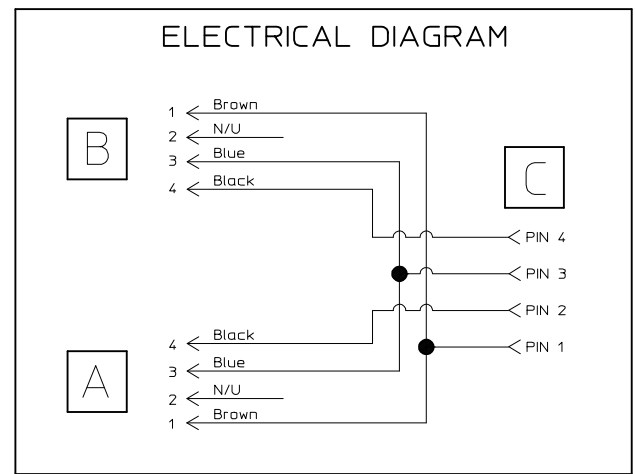 ELECTRICAL DIAGRAM
B
1 Brown
2 N/U
3 Blue
4 Black
C
PIN 4
PIN 3
PIN 2
PIN 1
A
4 Black
3 Blue
2 N/U
1 Brown